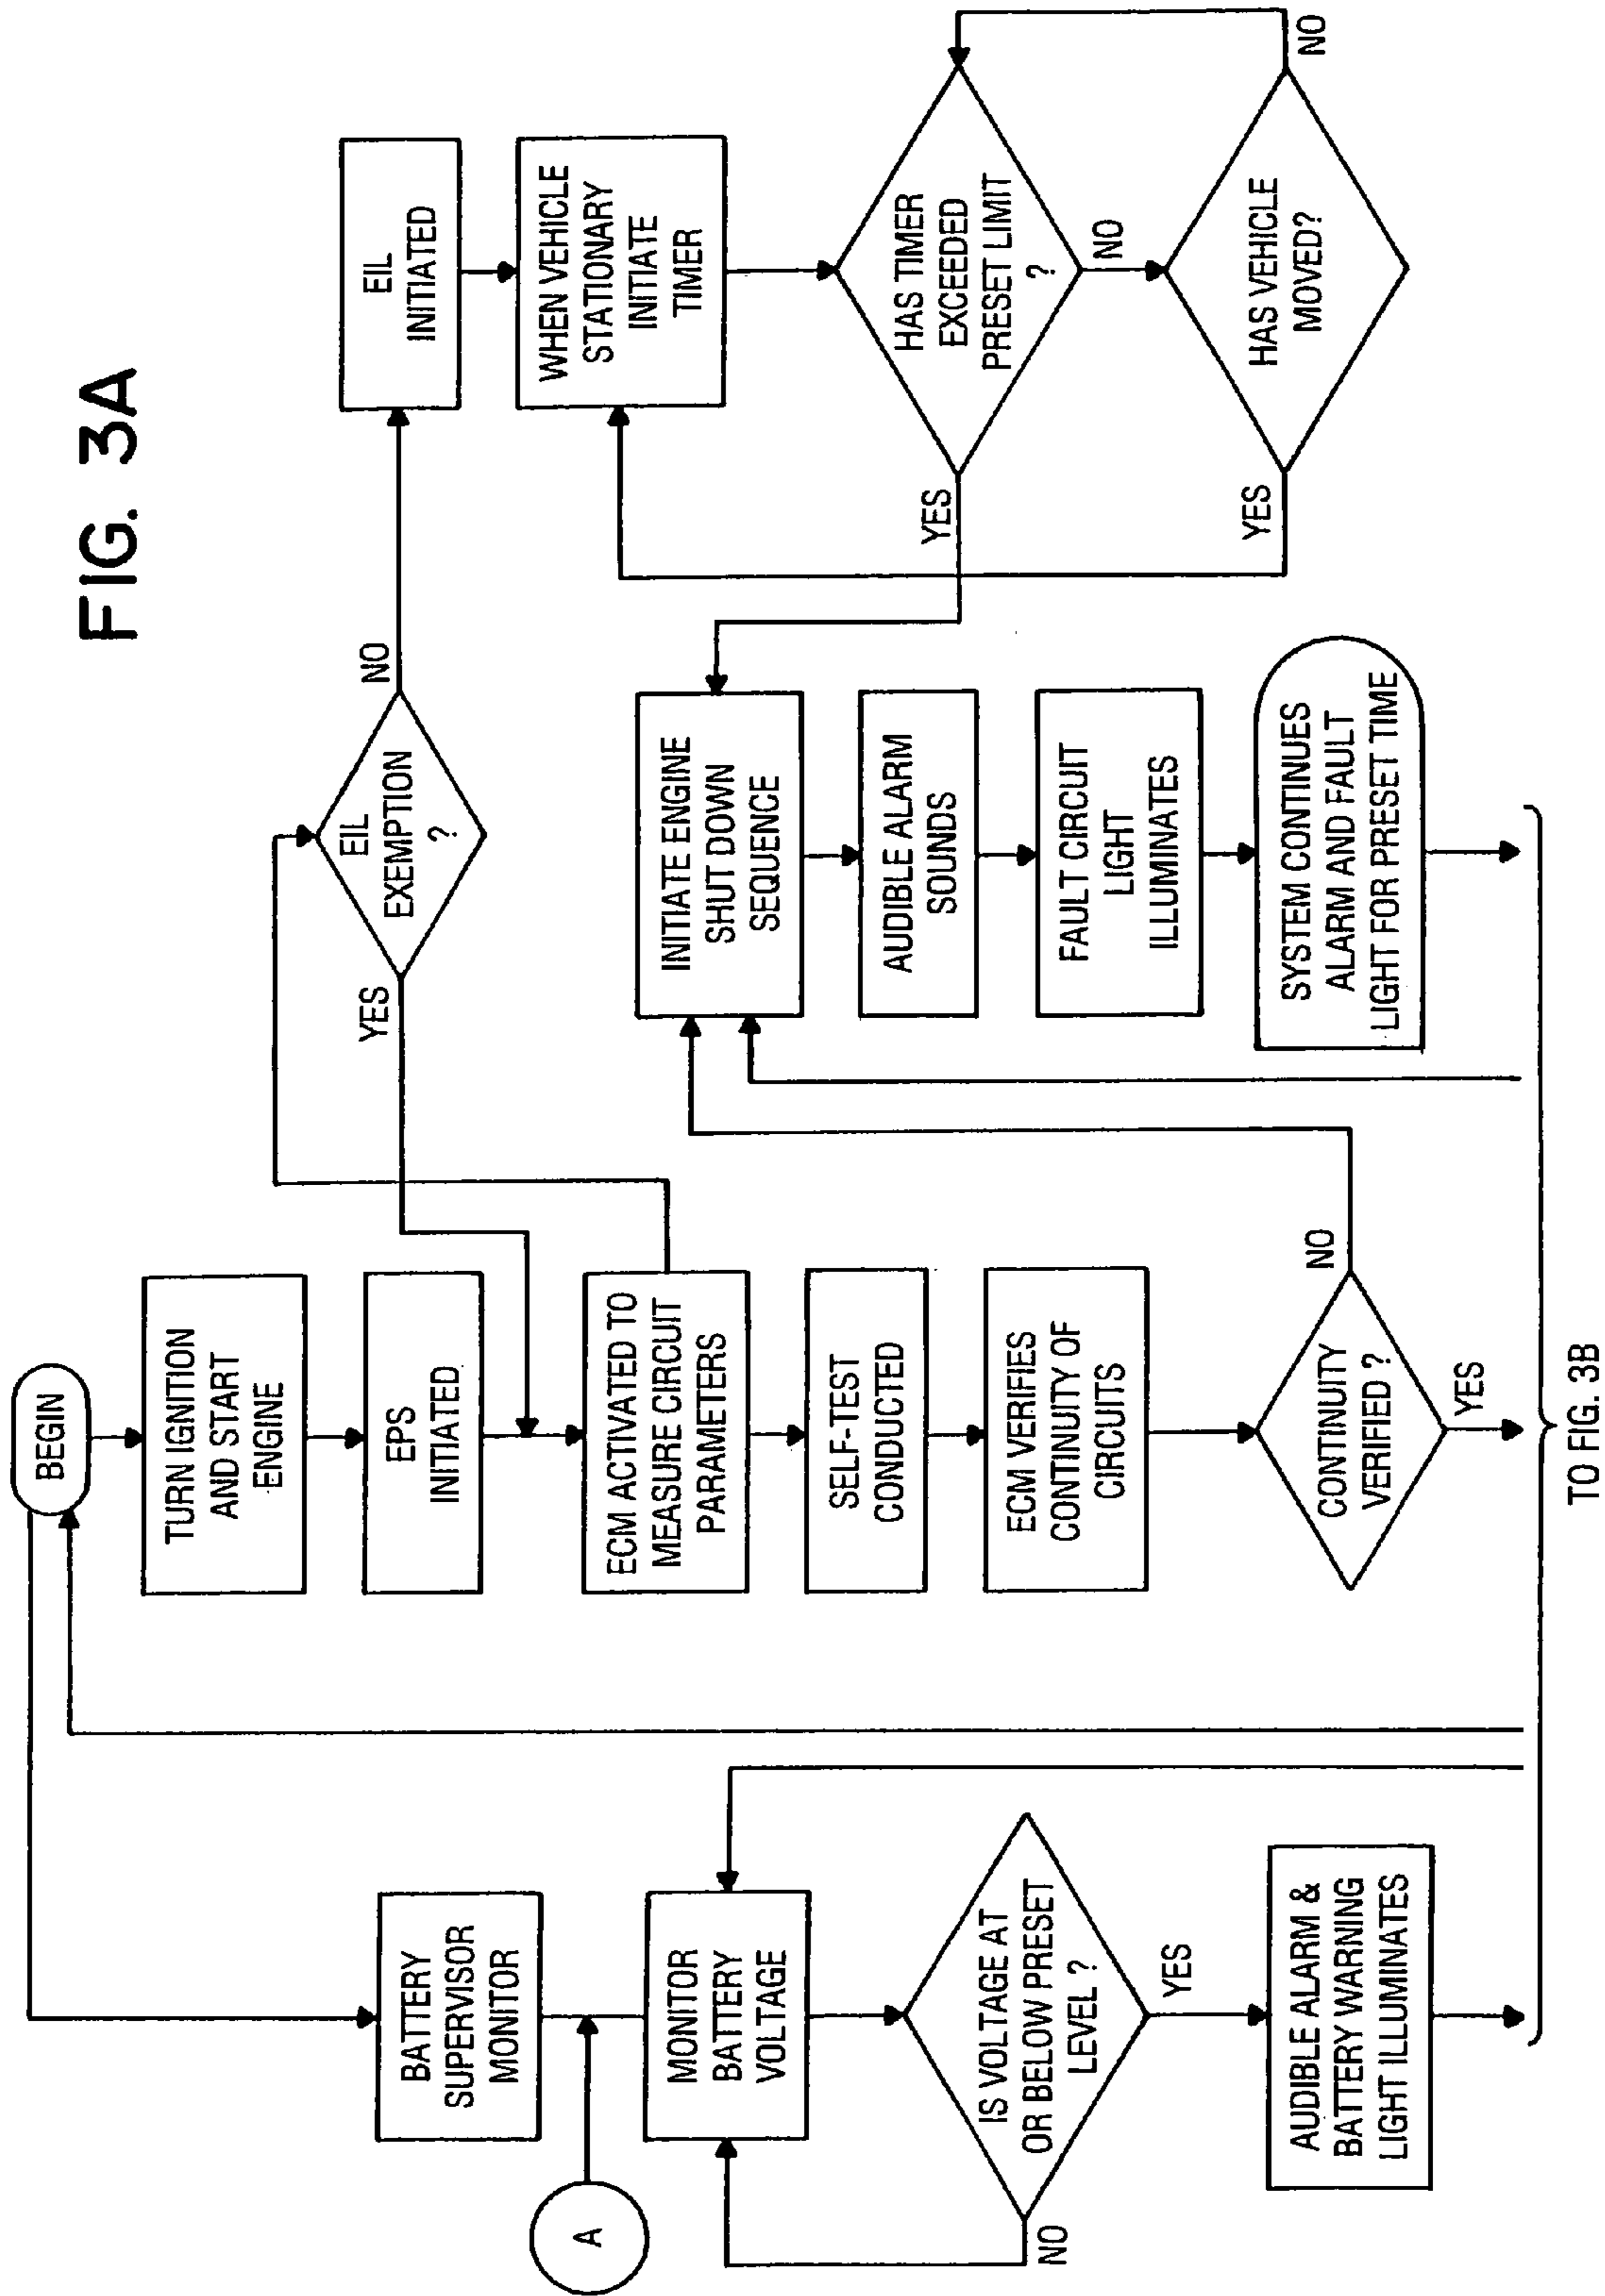 FIG. 3A
BEGIN
TURN IGNITION
AND START
ENGINE
EPS
INITIATED
ECM ACTIVATED TO
MEASURE CIRCUIT
PARAMETERS
SELF-TEST
CONDUCTED
ECM VERIFIES
CONTINUITY OF
CIRCUITS
CONTINUITY
VERIFIED ?
NO
YES
BATTERY
SUPERVISOR
MONITOR
A
MONITOR
BATTERY
VOLTAGE
IS VOLTAGE AT
OR BELOW PRESET
LEVEL ?
NO
YES
AUDIBLE ALARM &
BATTERY WARNING
LIGHT ILLUMINATES
EIL
EXEMPTION
?
YES
NO
EIL
INITIATED
WHEN VEHICLE
STATIONARY
INITIATE
TIMER
HAS TIMER
EXCEEDED
PRESET LIMIT
?
YES
NO
HAS VEHICLE
MOVED?
YES
NO
INITIATE ENGINE
SHUT DOWN
SEQUENCE
AUDIBLE ALARM
SOUNDS
FAULT CIRCUIT
LIGHT
ILLUMINATES
SYSTEM CONTINUES
ALARM AND FAULT
LIGHT FOR PRESET TIME
TO FIG. 3B